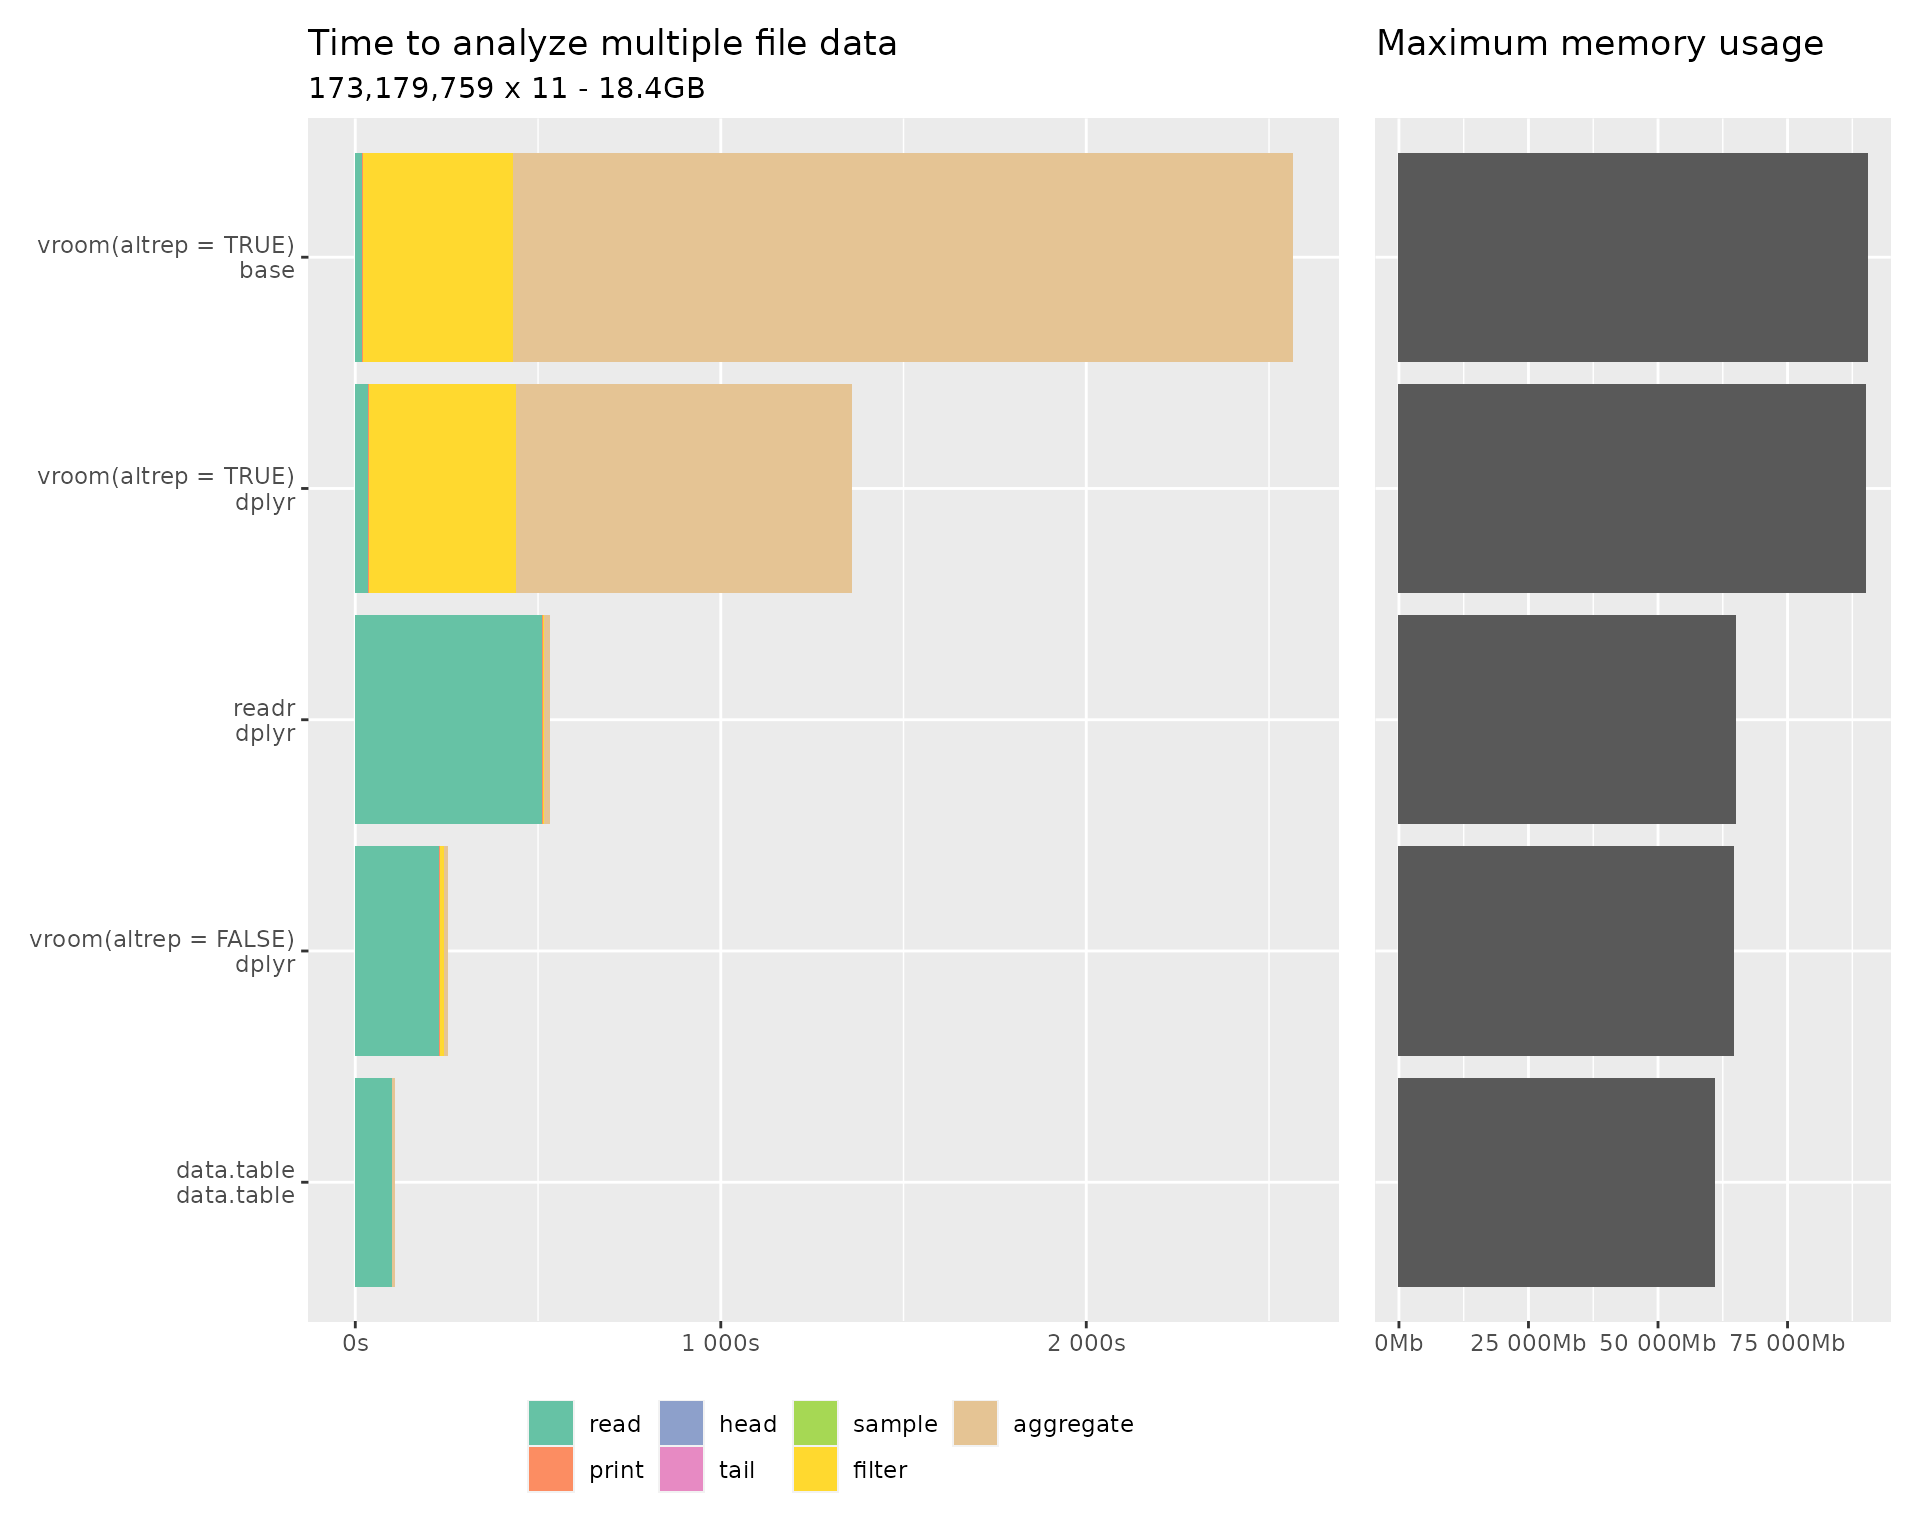 Time to analyze multiple file data
173,179,759 x 11 - 18.4GB
Maximum memory usage
vroom(altrep = TRUE)
base
vroom(altrep = TRUE)
dplyr
readr
dplyr
vroom(altrep = FALSE)
dplyr
data.table
data.table
0s 1 000s 2 000s
0Mb 25 000Mb 50 000Mb 75 000Mb
read head sample aggregate
print tail filter